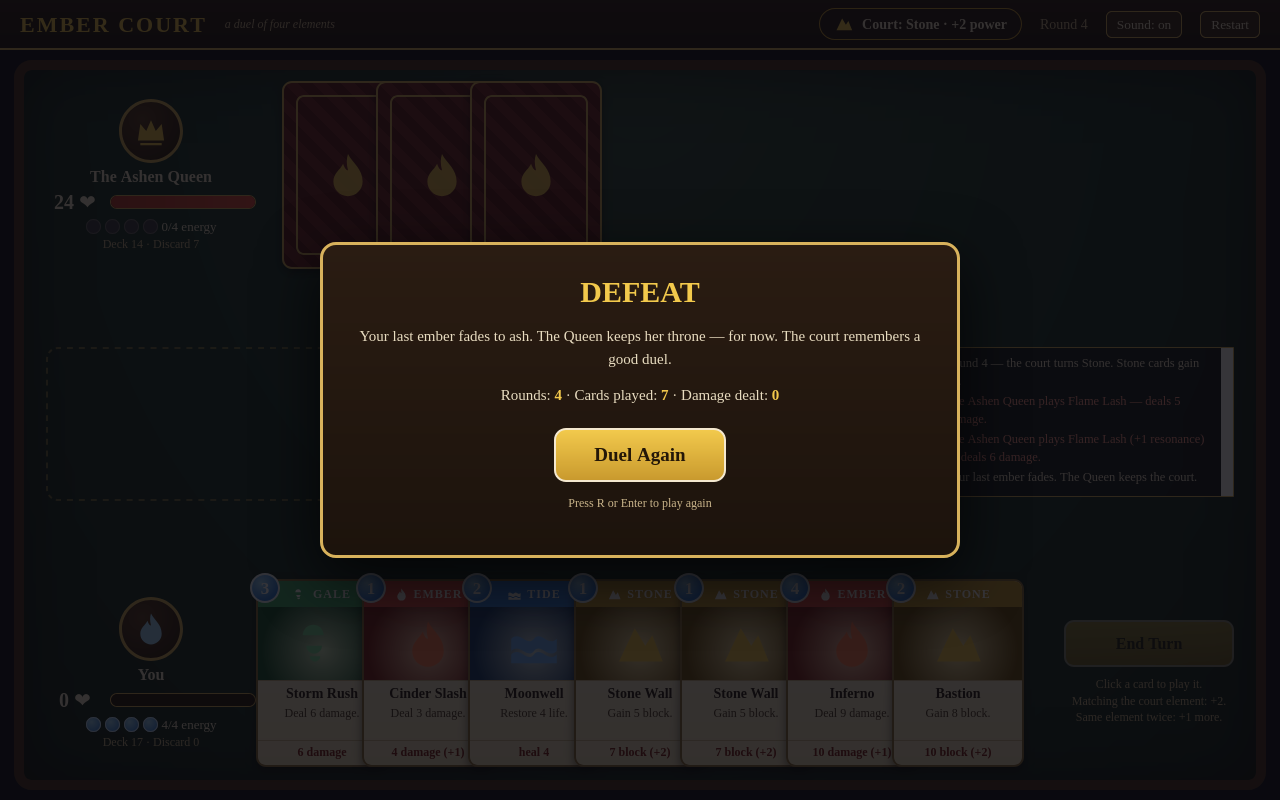 EMBER COURT
a duel of four elements
Court: Stone · +2 power
Round 4
Sound: on
Restart
The Ashen Queen
24 ❤
0/4 energy
Deck 14 · Discard 7
DEFEAT
Your last ember fades to ash. The Queen keeps her throne — for now. The court remembers a
good duel.
Rounds: 4 · Cards played: 7 · Damage dealt: 0
Duel Again
Press R or Enter to play again
4 — the court turns Stone. Stone cards gain
Ashen Queen plays Flame Lash — deals 5
Ashen Queen plays Flame Lash (+1 resonance)
deals 6 damage.
last ember fades. The Queen keeps the court.
You
0 ❤
4/4 energy
Deck 17 · Discard 0
3 GALE
Storm Rush
Deal 6 damage.
6 damage
1 EMBER
Cinder Slash
Deal 3 damage.
4 damage (+1)
2 TIDE
Moonwell
Restore 4 life.
heal 4
1 STONE
Stone Wall
Gain 5 block.
7 block (+2)
1 STONE
Stone Wall
Gain 5 block.
7 block (+2)
4 EMBER
Inferno
Deal 9 damage.
10 damage (+1)
2 STONE
Bastion
Gain 8 block.
10 block (+2)
End Turn
Click a card to play it.
Matching the court element: +2.
Same element twice: +1 more.